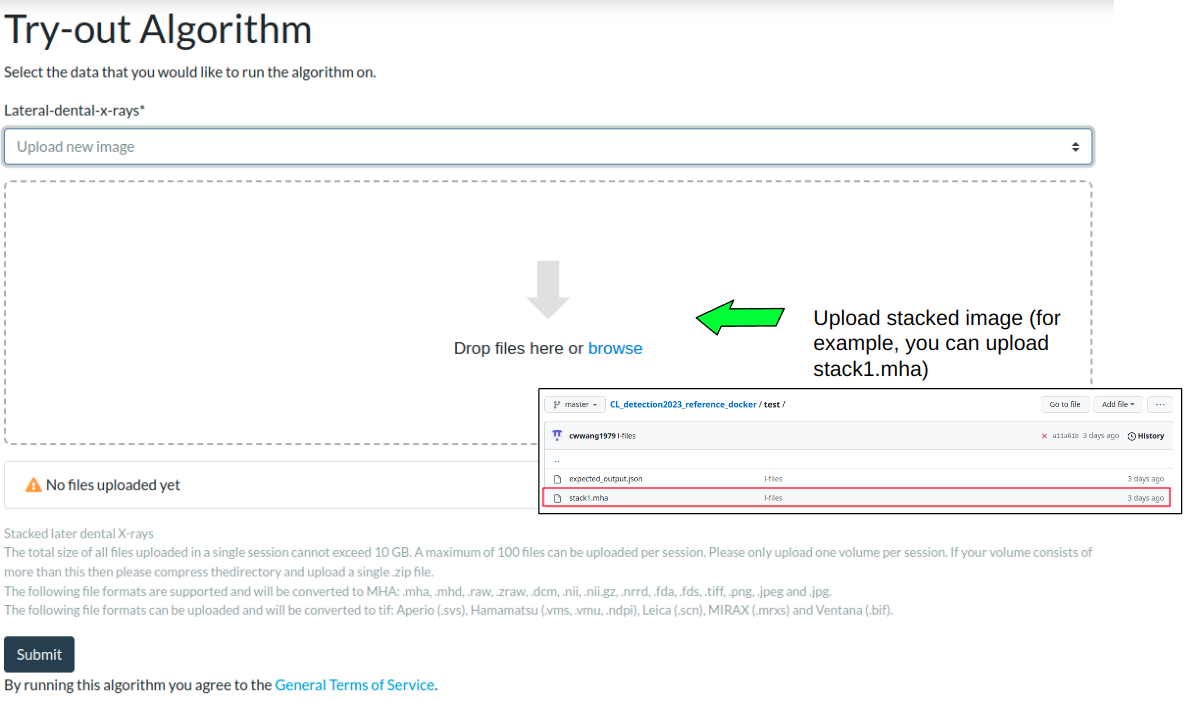 Try-out Algorithm
Select the data that you would like to run the algorithm on.
Lateral-dental-x-rays*
Upload new image
Drop files here or browse
Upload stacked image (for
example, you can upload
stack1.mha)
master
CL_detection2023_reference_docker / test /
Go to file
Add file
...
cwwang1979 l-files
a11a61b 3 days ago
History
..
expected_output.json l-files 3 days ago
stack1.mha l-files 3 days ago
No files uploaded yet
Stacked later dental X-rays
The total size of all files uploaded in a single session cannot exceed 10 GB. A maximum of 100 files can be uploaded per session. Please only upload one volume per session. If your volume consists of
more than this then please compress thedirectory and upload a single .zip file.
The following file formats are supported and will be converted to MHA: .mha, .mhd, .raw, .zraw, .dcm, .nii, .nii.gz, .nrrd, .fda, .fds, .tiff, .png, .jpeg and .jpg.
The following file formats can be uploaded and will be converted to tif: Aperio (.svs), Hamamatsu (.vms, .vmu, .ndpi), Leica (.scn), MIRAX (.mrxs) and Ventana (.bif).
Submit
By running this algorithm you agree to the General Terms of Service.